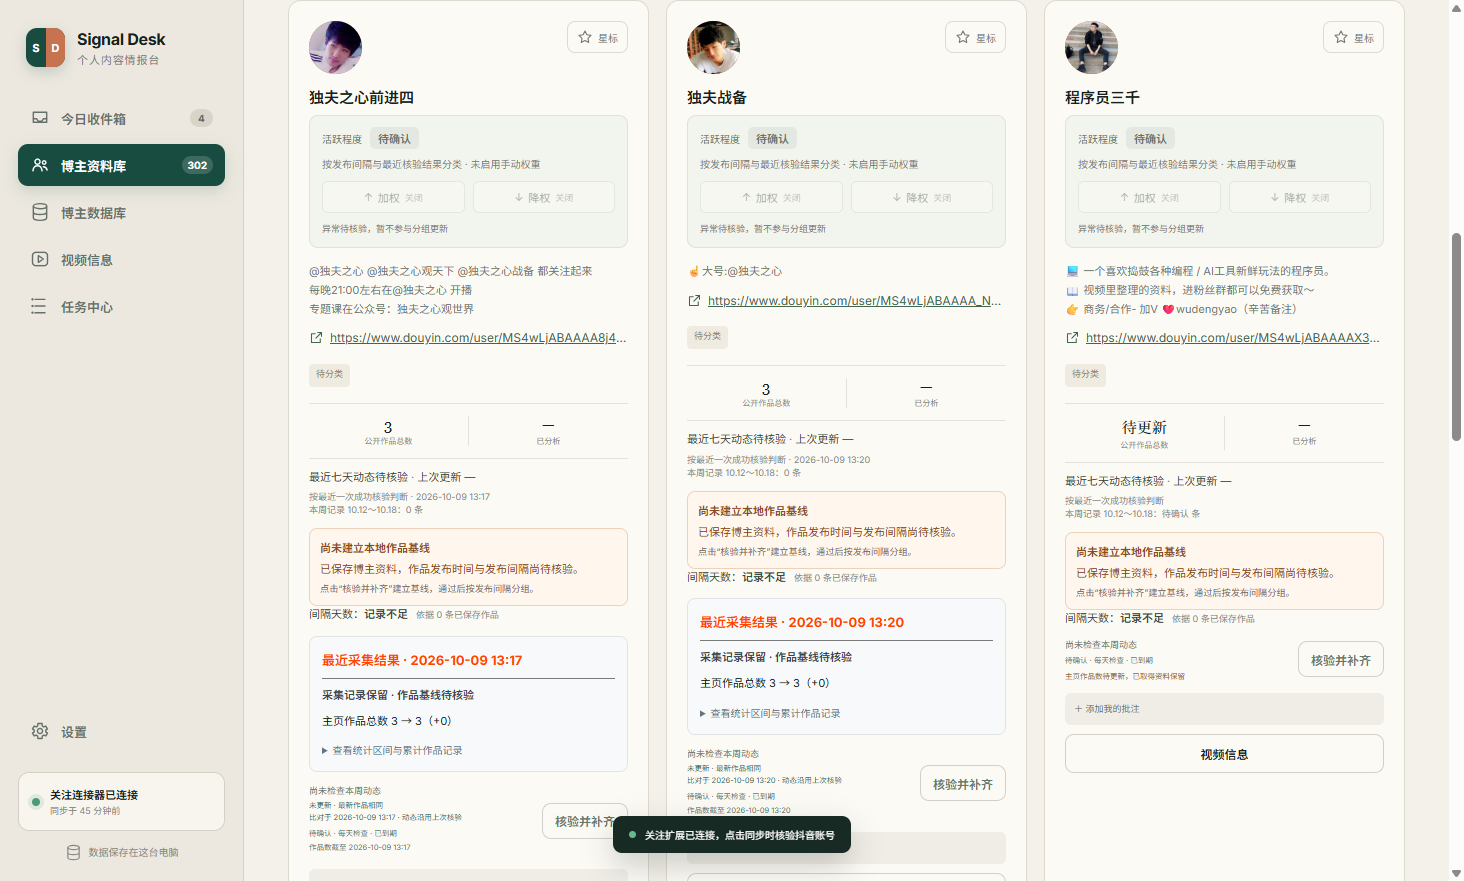 S D
Signal Desk
个人内容情报台
今日收件箱 4
博主资料库 302
博主数据库
视频信息
任务中心
设置
关注连接器已连接
同步于 45 分钟前
数据保存在这台电脑
星标
独夫之心前进四
活跃程度 待确认
按发布间隔与最近核验结果分类 · 未启用手动权重
↑ 加权 关闭
↓ 降权 关闭
异常待核验，暂不参与分组更新
@独夫之心 @独夫之心观天下 @独夫之心战备 都关注起来
每晚21:00左右在@独夫之心 开播
专题课在公众号：独夫之心观世界
https://www.douyin.com/user/MS4wLjABAAAA8j4...
待分类
3
公开作品总数
—
已分析
最近七天动态待核验 · 上次更新 —
按最近一次成功核验判断 · 2026-10-09 13:17
本周记录 10.12～10.18：0 条
尚未建立本地作品基线
已保存博主资料，作品发布时间与发布间隔尚待核验。
点击“核验并补齐”建立基线，通过后按发布间隔分组。
间隔天数：记录不足 依据 0 条已保存作品
最近采集结果 · 2026-10-09 13:17
采集记录保留 · 作品基线待核验
主页作品总数 3 → 3（+0）
▶ 查看统计区间与累计作品记录
尚未检查本周动态
未更新 · 最新作品相同
比对于 2026-10-09 13:17 · 动态沿用上次核验
待确认 · 每天检查 · 已到期
作品数截至 2026-10-09 13:17
核验并补齐
星标
独夫战备
活跃程度 待确认
按发布间隔与最近核验结果分类 · 未启用手动权重
↑ 加权 关闭
↓ 降权 关闭
异常待核验，暂不参与分组更新
☝大号:@独夫之心
https://www.douyin.com/user/MS4wLjABAAAA_N...
待分类
3
公开作品总数
—
已分析
最近七天动态待核验 · 上次更新 —
按最近一次成功核验判断 · 2026-10-09 13:20
本周记录 10.12～10.18：0 条
尚未建立本地作品基线
已保存博主资料，作品发布时间与发布间隔尚待核验。
点击“核验并补齐”建立基线，通过后按发布间隔分组。
间隔天数：记录不足 依据 0 条已保存作品
最近采集结果 · 2026-10-09 13:20
采集记录保留 · 作品基线待核验
主页作品总数 3 → 3（+0）
▶ 查看统计区间与累计作品记录
尚未检查本周动态
未更新 · 最新作品相同
比对于 2026-10-09 13:20 · 动态沿用上次核验
待确认 · 每天检查 · 已到期
作品数截至 2026-10-09 13:20
核验并补齐
星标
程序员三千
活跃程度 待确认
按发布间隔与最近核验结果分类 · 未启用手动权重
↑ 加权 关闭
↓ 降权 关闭
异常待核验，暂不参与分组更新
一个喜欢捣鼓各种编程 / AI工具新鲜玩法的程序员。
视频里整理的资料，进粉丝群都可以免费获取～
👉 商务/合作- 加V ❤wudengyao（辛苦备注）
https://www.douyin.com/user/MS4wLjABAAAAX3...
待分类
待更新
公开作品总数
—
已分析
最近七天动态待核验 · 上次更新 —
按最近一次成功核验判断
本周记录 10.12～10.18：待确认 条
尚未建立本地作品基线
已保存博主资料，作品发布时间与发布间隔尚待核验。
点击“核验并补齐”建立基线，通过后按发布间隔分组。
间隔天数：记录不足 依据 0 条已保存作品
尚未检查本周动态
待确认 · 每天检查 · 已到期
主页作品数待更新，已取得资料保留
核验并补齐
+ 添加我的批注
视频信息
关注扩展已连接，点击同步时核验抖音账号